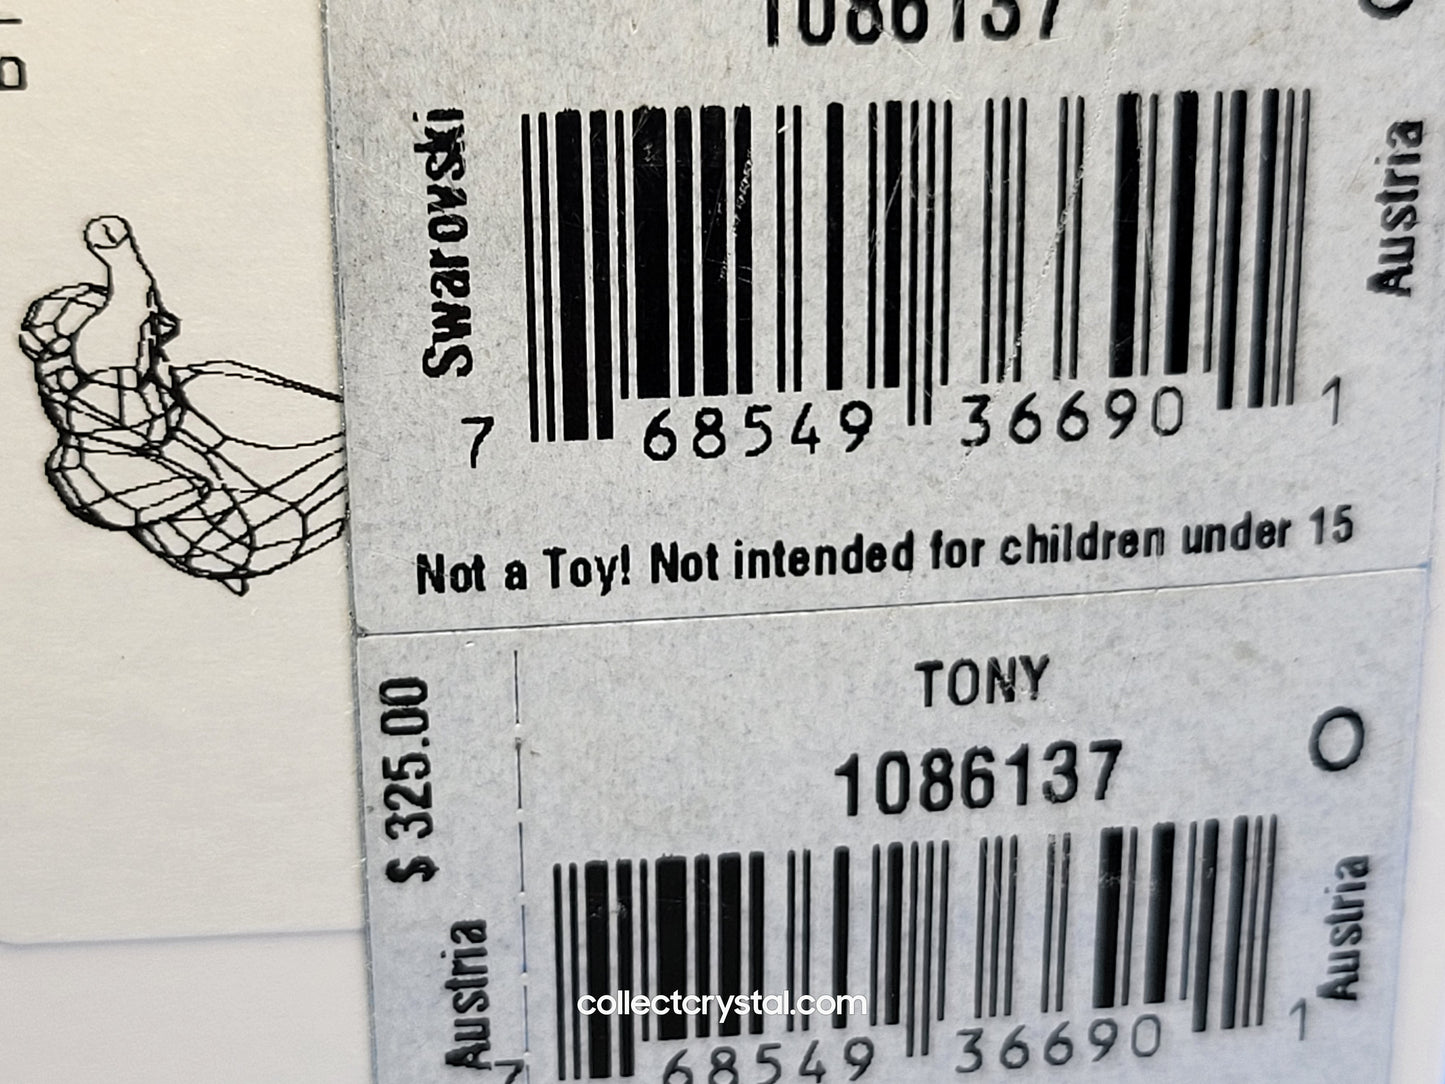 1086137
Swarovski
Austria
7 68549 36690 1
Not a Toy! Not intended for children under 15
TONY
$ 325.00
1086137
O
Austria
Austria
collectcrystal.com
7 68549 36690 1